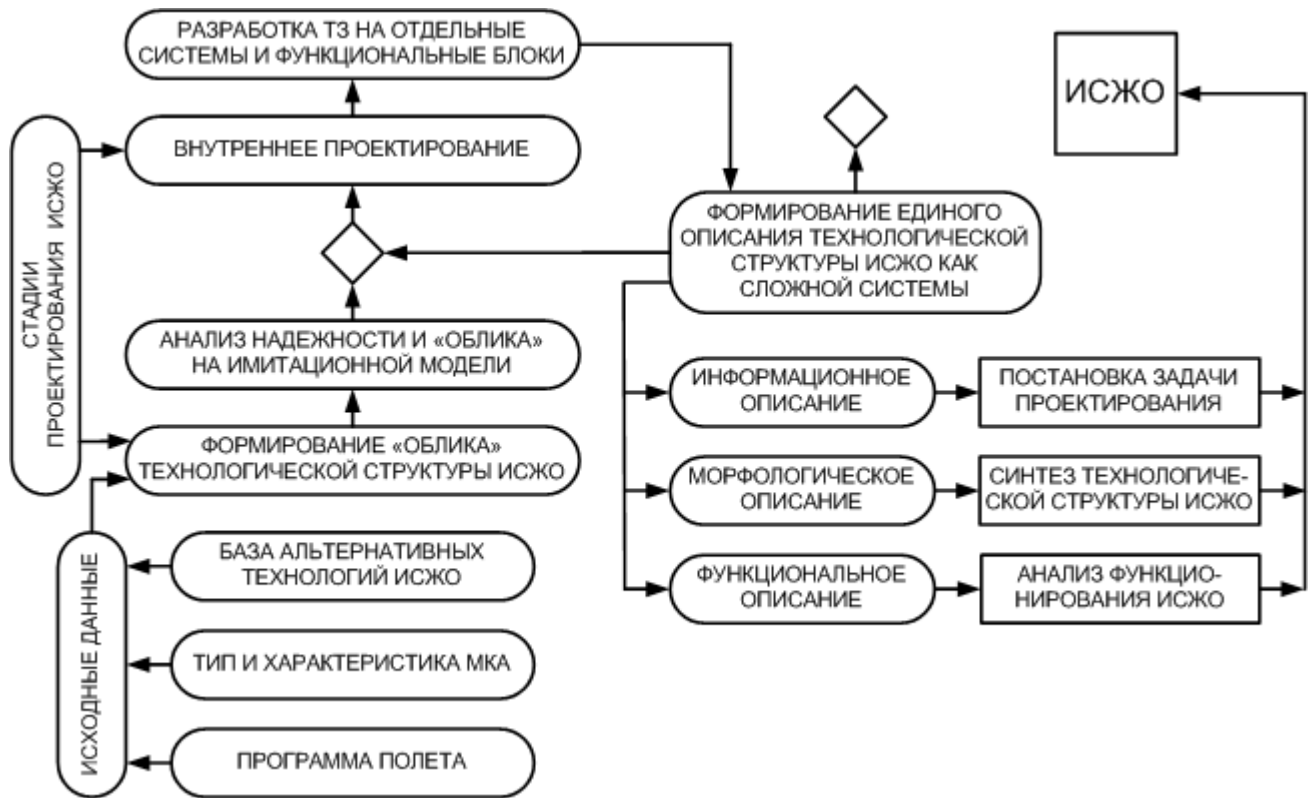 РАЗРАБОТКА ТЗ НА ОТДЕЛЬНЫЕ
СИСТЕМЫ И ФУНКЦИОНАЛЬНЫЕ БЛОКИ
ВНУТРЕННЕЕ ПРОЕКТИРОВАНИЕ
СТАДИИ
ПРОЕКТИРОВАНИЯ ИСЖО
АНАЛИЗ НАДЕЖНОСТИ И «ОБЛИКА»
НА ИМИТАЦИОННОЙ МОДЕЛИ
ФОРМИРОВАНИЕ «ОБЛИКА»
ТЕХНОЛОГИЧЕСКОЙ СТРУКТУРЫ ИСЖО
ИСХОДНЫЕ ДАННЫЕ
БАЗА АЛЬТЕРНАТИВНЫХ
ТЕХНОЛОГИЙ ИСЖО
ТИП И ХАРАКТЕРИСТИКА МКА
ПРОГРАММА ПОЛЕТА
ФОРМИРОВАНИЕ ЕДИНОГО
ОПИСАНИЯ ТЕХНОЛОГИЧЕСКОЙ
СТРУКТУРЫ ИСЖО КАК
СЛОЖНОЙ СИСТЕМЫ
ИНФОРМАЦИОННОЕ
ОПИСАНИЕ
ПОСТАНОВКА ЗАДАЧИ
ПРОЕКТИРОВАНИЯ
МОРФОЛОГИЧЕСКОЕ
ОПИСАНИЕ
СИНТЕЗ ТЕХНОЛОГИЧЕ-
СКОЙ СТРУКТУРЫ ИСЖО
ФУНКЦИОНАЛЬНОЕ
ОПИСАНИЕ
АНАЛИЗ ФУНКЦИО-
НИРОВАНИЯ ИСЖО
ИСЖО